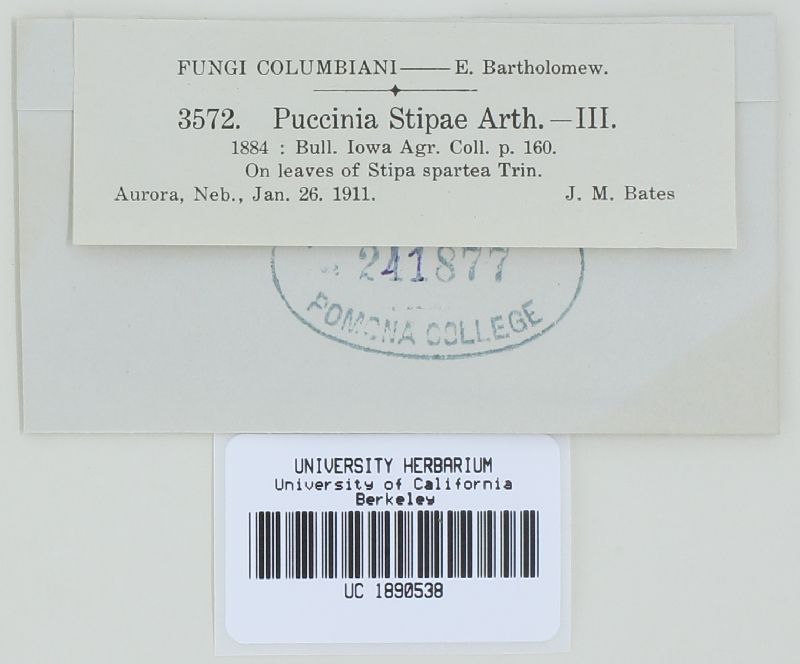 FUNGI COLUMBIANI——E. Bartholomew.
3572. Puccinia Stipae Arth.—III.
1884 : Bull. Iowa Agr. Coll. p. 160.
On leaves of Stipa spartea Trin.
Aurora, Neb., Jan. 26. 1911. J. M. Bates
241877
POMONA COLLEGE
UNIVERSITY HERBARIUM
University of California
Berkeley
UC 1890538